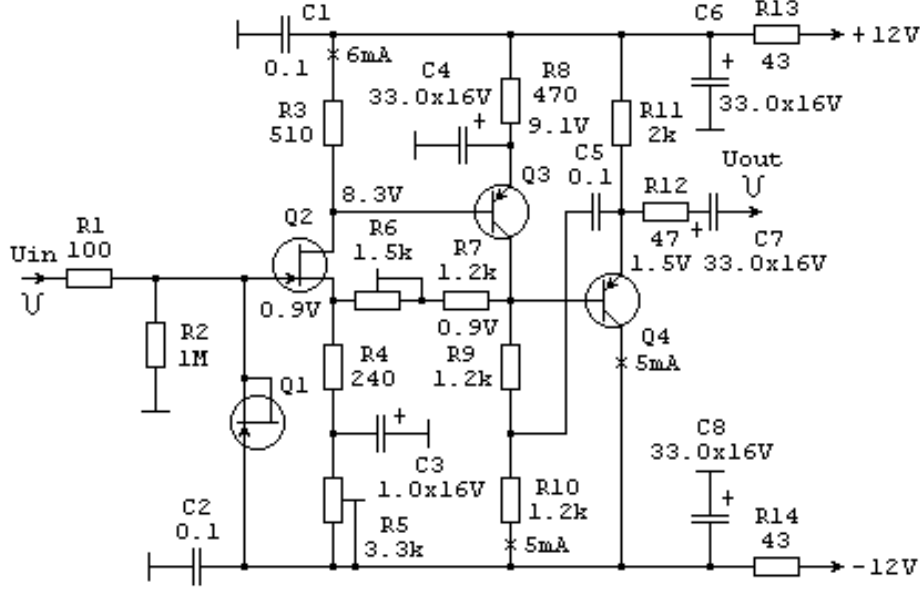 C1
0.1
6mA
C6
R13
+12V
43
C4
33.0x16V
+
R8
470
9.1V
+
33.0x16V
R3
510
R11
2k
C5
0.1
Uout
8.3V
Q3
R12
47
+
C7
33.0x16V
1.5V
Uin
R1
100
Q2
R6
1.5k
R7
1.2k
0.9V
0.9V
Q4
5mA
R2
1M
R4
240
R9
1.2k
Q1
+
C3
1.0x16V
C8
33.0x16V
+
C2
0.1
R5
3.3k
R10
1.2k
5mA
R14
43
-12V